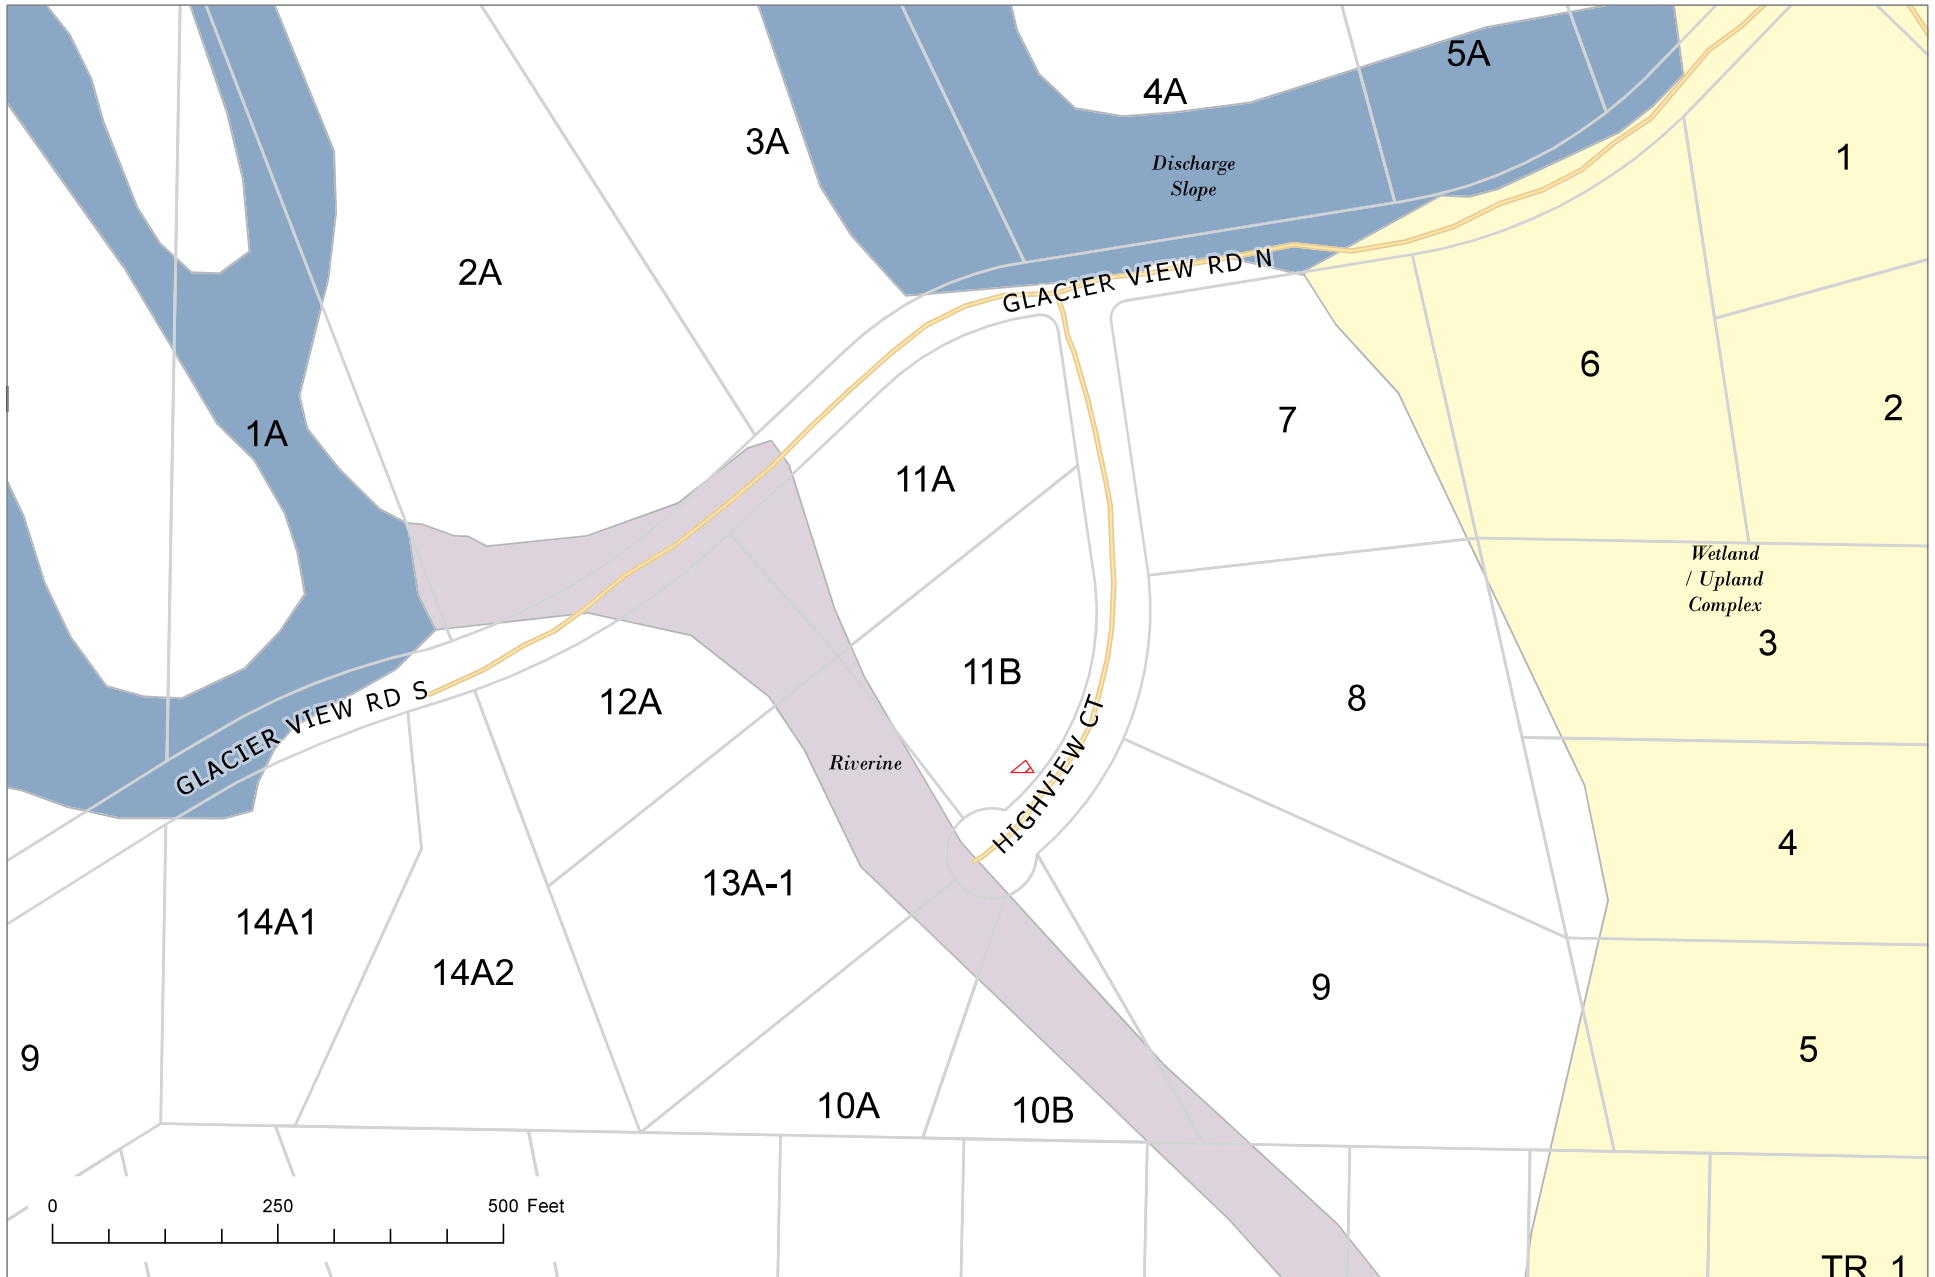 5A
4A
3A
Discharge
Slope
1
GLACIER VIEW RD N
2A
6
2
7
1A
11A
Wetland
/ Upland
Complex
3
11B
8
12A
GLACIER VIEW RD S
Riverine
HIGHVIEW CT
4
13A-1
14A1
14A2
9
5
9
10A
10B
0 250 500 Feet
TR 1